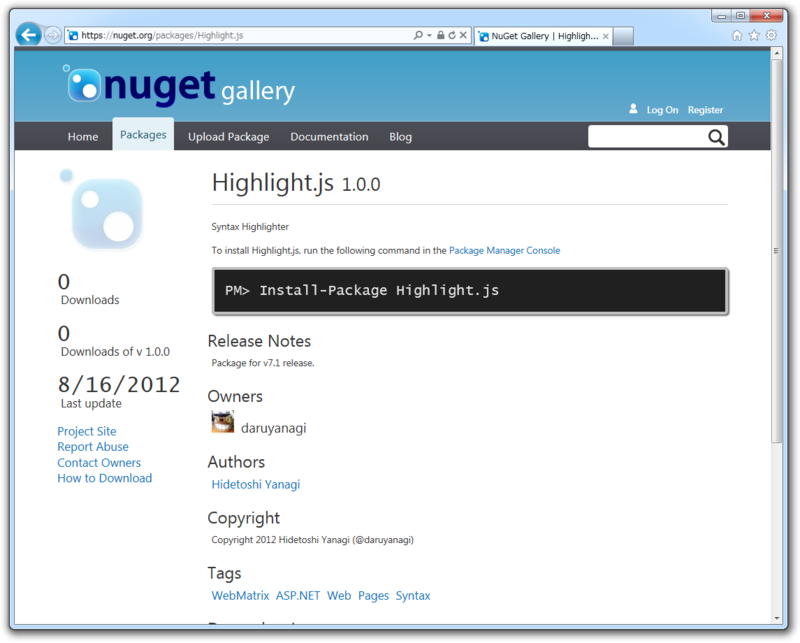 https://nuget.org/packages/Highlight.js
NuGet Gallery | Highligh...
nuget gallery
Log On Register
Home Packages Upload Package Documentation Blog
Highlight.js 1.0.0
Syntax Highlighter
To install Highlight.js, run the following command in the Package Manager Console
PM> Install-Package Highlight.js
0
Downloads
0
Downloads of v 1.0.0
8/16/2012
Last update
Project Site
Report Abuse
Contact Owners
How to Download
Release Notes
Package for v7.1 release.
Owners
daruyanagi
Authors
Hidetoshi Yanagi
Copyright
Copyright 2012 Hidetoshi Yanagi (@daruyanagi)
Tags
WebMatrix ASP.NET Web Pages Syntax